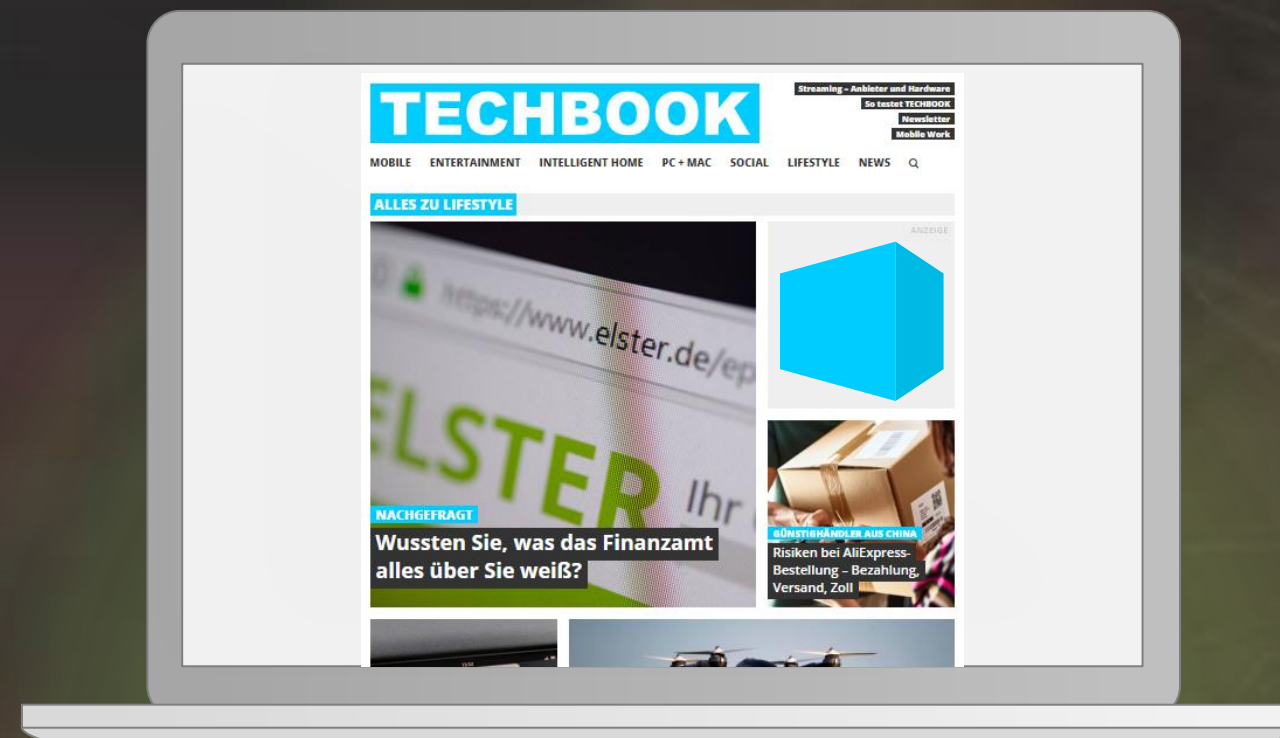 TECHBOOK
Streaming – Anbieter und Hardware
So testet TECHBOOK
Newsletter
Mobile Work
MOBILE ENTERTAINMENT INTELLIGENT HOME PC + MAC SOCIAL LIFESTYLE NEWS
ALLES ZU LIFESTYLE
ANZEIGE
https://www.elster.de/ep
ELSTER Ihr
NACHGEFRAGT
Wussten Sie, was das Finanzamt
alles über Sie weiß?
GÜNSTIGHÄNDLER AUS CHINA
Risiken bei AliExpress-
Bestellung – Bezahlung,
Versand, Zoll